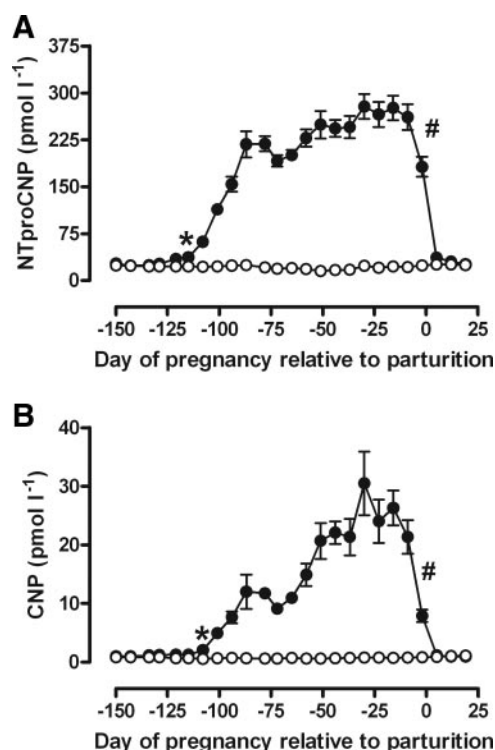 A
375
300
225
150
75
0
NTproCNP (pmol l⁻¹)
*
#
-150 -125 -100 -75 -50 -25 0 25
Day of pregnancy relative to parturition
B
40
30
20
10
0
CNP (pmol l⁻¹)
*
#
-150 -125 -100 -75 -50 -25 0 25
Day of pregnancy relative to parturition